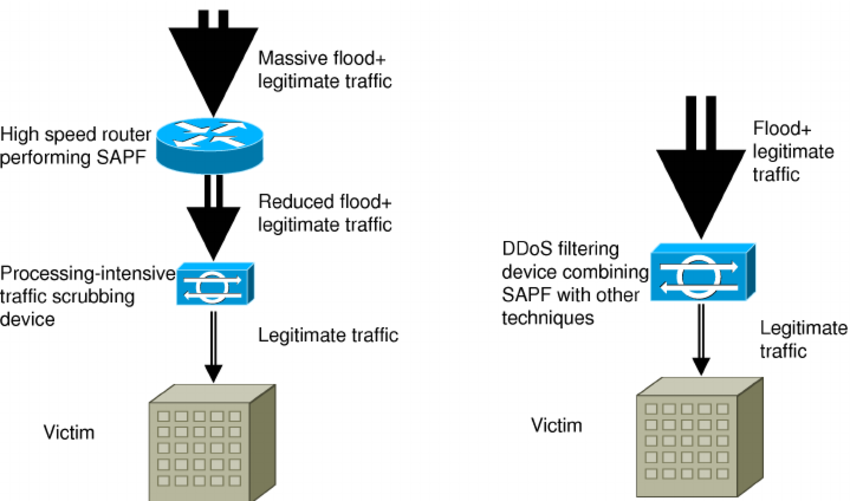 Massive flood+
legitimate traffic
High speed router
performing SAPF
Reduced flood+
legitimate traffic
Processing-intensive
traffic scrubbing
device
Legitimate traffic
Victim
Flood+
legitimate
traffic
DDoS filtering
device combining
SAPF with other
techniques
Legitimate
traffic
Victim